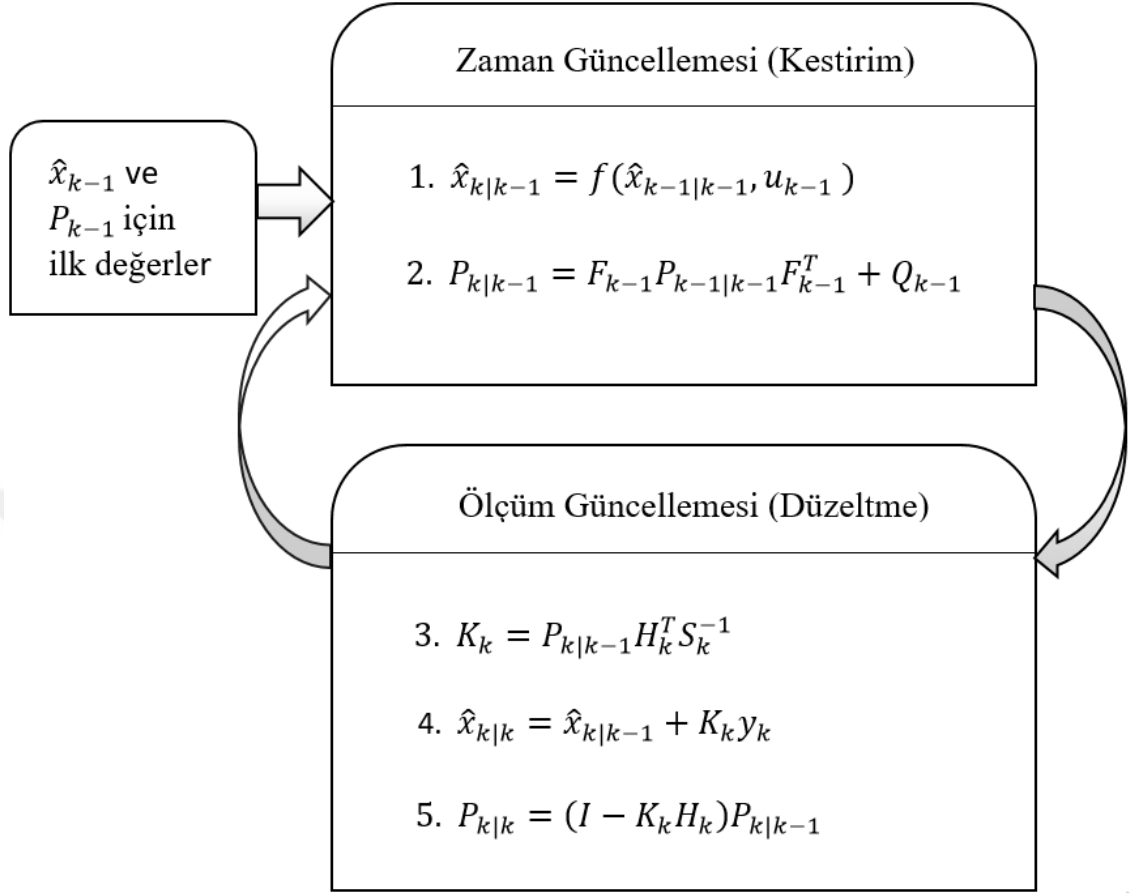 Zaman Güncellemesi (Kestirim)
x̂ₖ₋₁ ve
Pₖ₋₁ için
ilk değerler
1. x̂_{k|k−1} = f(x̂_{k−1|k−1}, u_{k−1})
2. P_{k|k−1} = F_{k−1}P_{k−1|k−1}F_{k−1}^T + Q_{k−1}
Ölçüm Güncellemesi (Düzeltme)
3. K_k = P_{k|k−1}H_k^T S_k^{−1}
4. x̂_{k|k} = x̂_{k|k−1} + K_k y_k
5. P_{k|k} = (I − K_k H_k)P_{k|k−1}